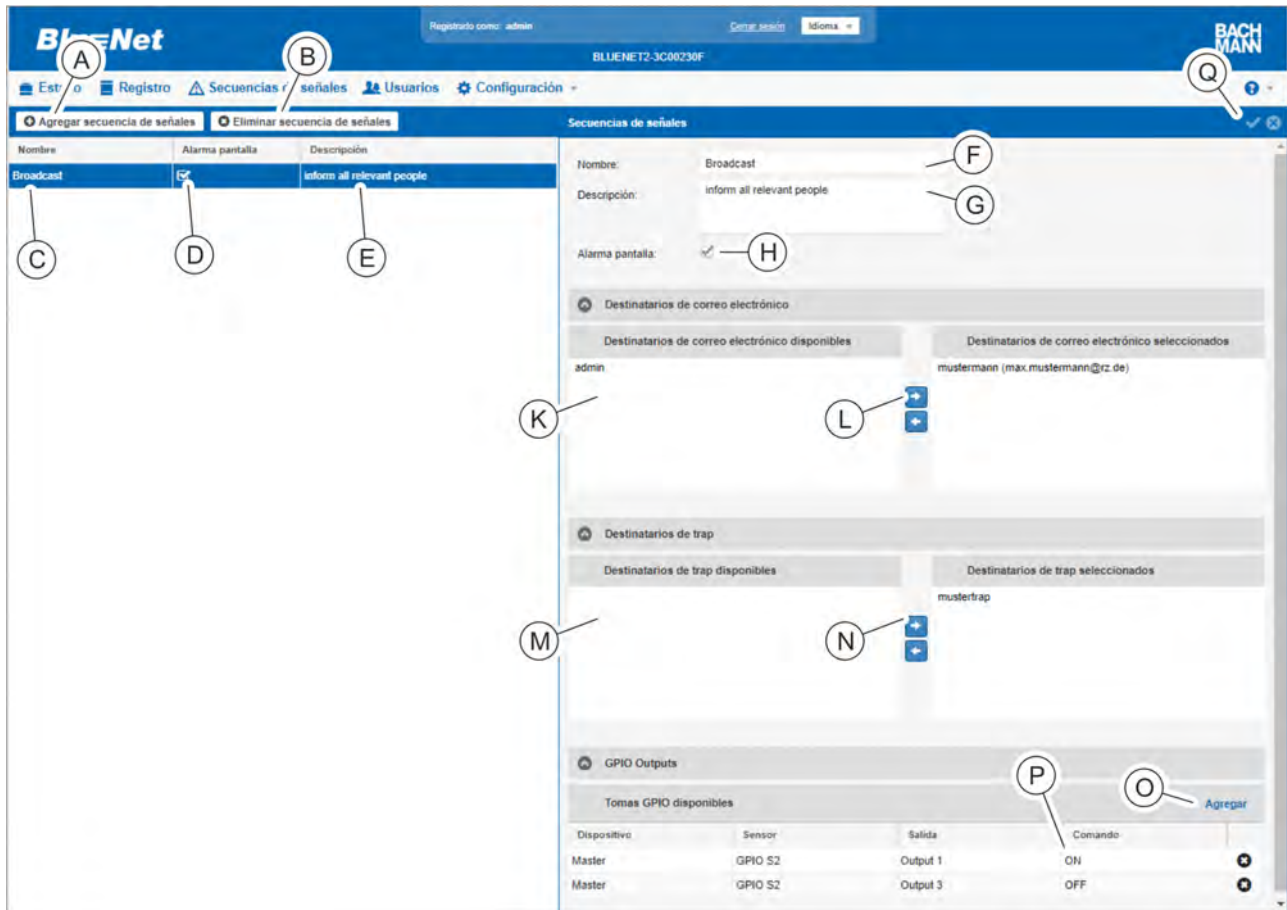 BlueNet
Registrado como: admin
Cerrar sesión
Idioma
BLUENET2-3C00230F
BACH
MANN
A
B
Q
Registro
Secuencias de señales
Usuarios
Configuración
Agregar secuencia de señales
Eliminar secuencia de señales
Secuencias de señales
Nombre
Alarma pantalla
Descripción
Broadcast
inform all relevant people
C
D
E
Nombre:
Broadcast
F
Descripción:
inform all relevant people
G
Alarma pantalla:
H
Destinatarios de correo electrónico
Destinatarios de correo electrónico disponibles
Destinatarios de correo electrónico seleccionados
admin
mustermann (max.mustermann@rz.de)
K
L
Destinatarios de trap
Destinatarios de trap disponibles
Destinatarios de trap seleccionados
mustertrap
M
N
GPIO Outputs
P
O
Tomas GPIO disponibles
Agregar
Dispositivo
Sensor
Salida
Comando
Master
GPIO S2
Output 1
ON
Master
GPIO S2
Output 3
OFF